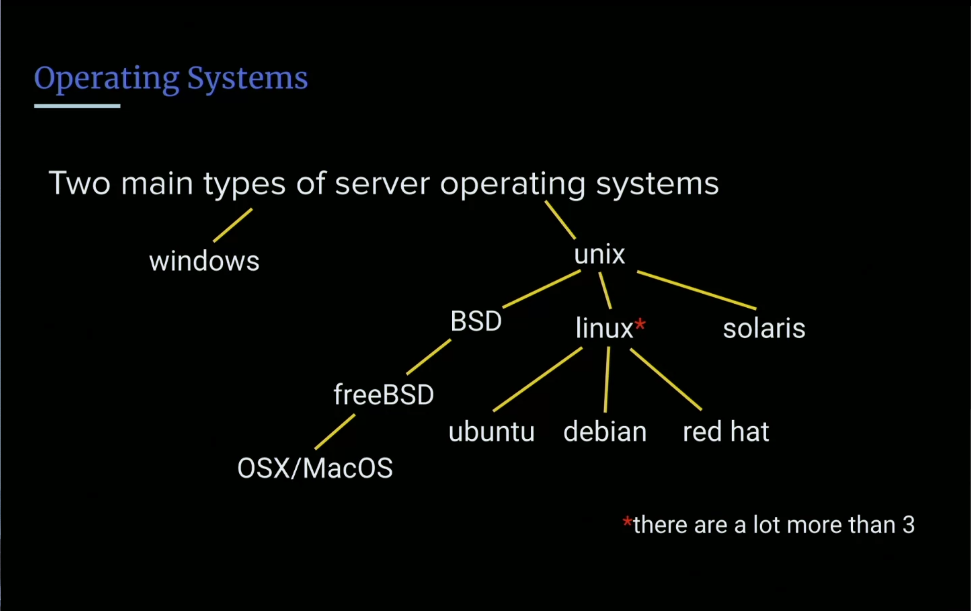 Operating Systems
Two main types of server operating systems
windows
unix
BSD
linux*
solaris
freeBSD
ubuntu
debian
red hat
OSX/MacOS
*there are a lot more than 3